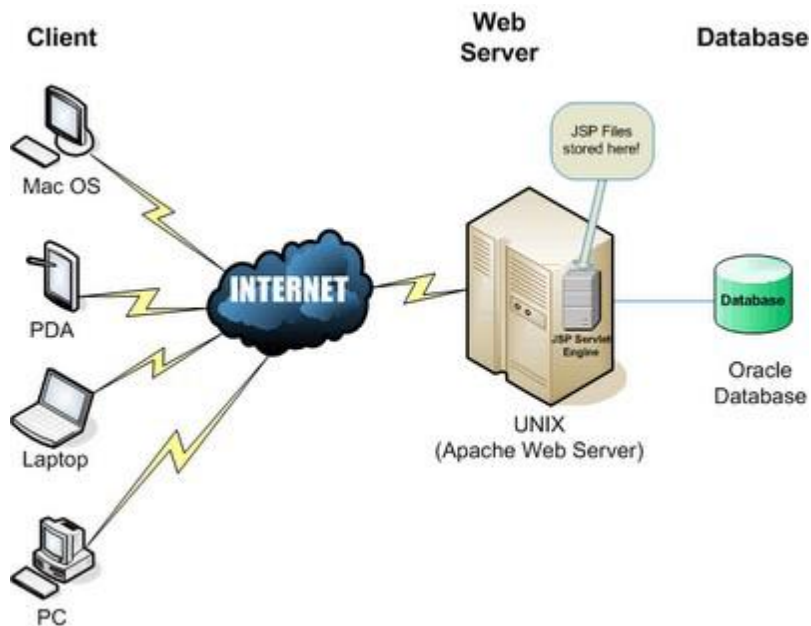 Client
Web
Server
Database
JSP Files
stored here!
Mac OS
PDA
INTERNET
JSP Servlet
Engine
Database
Oracle
Database
Laptop
UNIX
(Apache Web Server)
PC